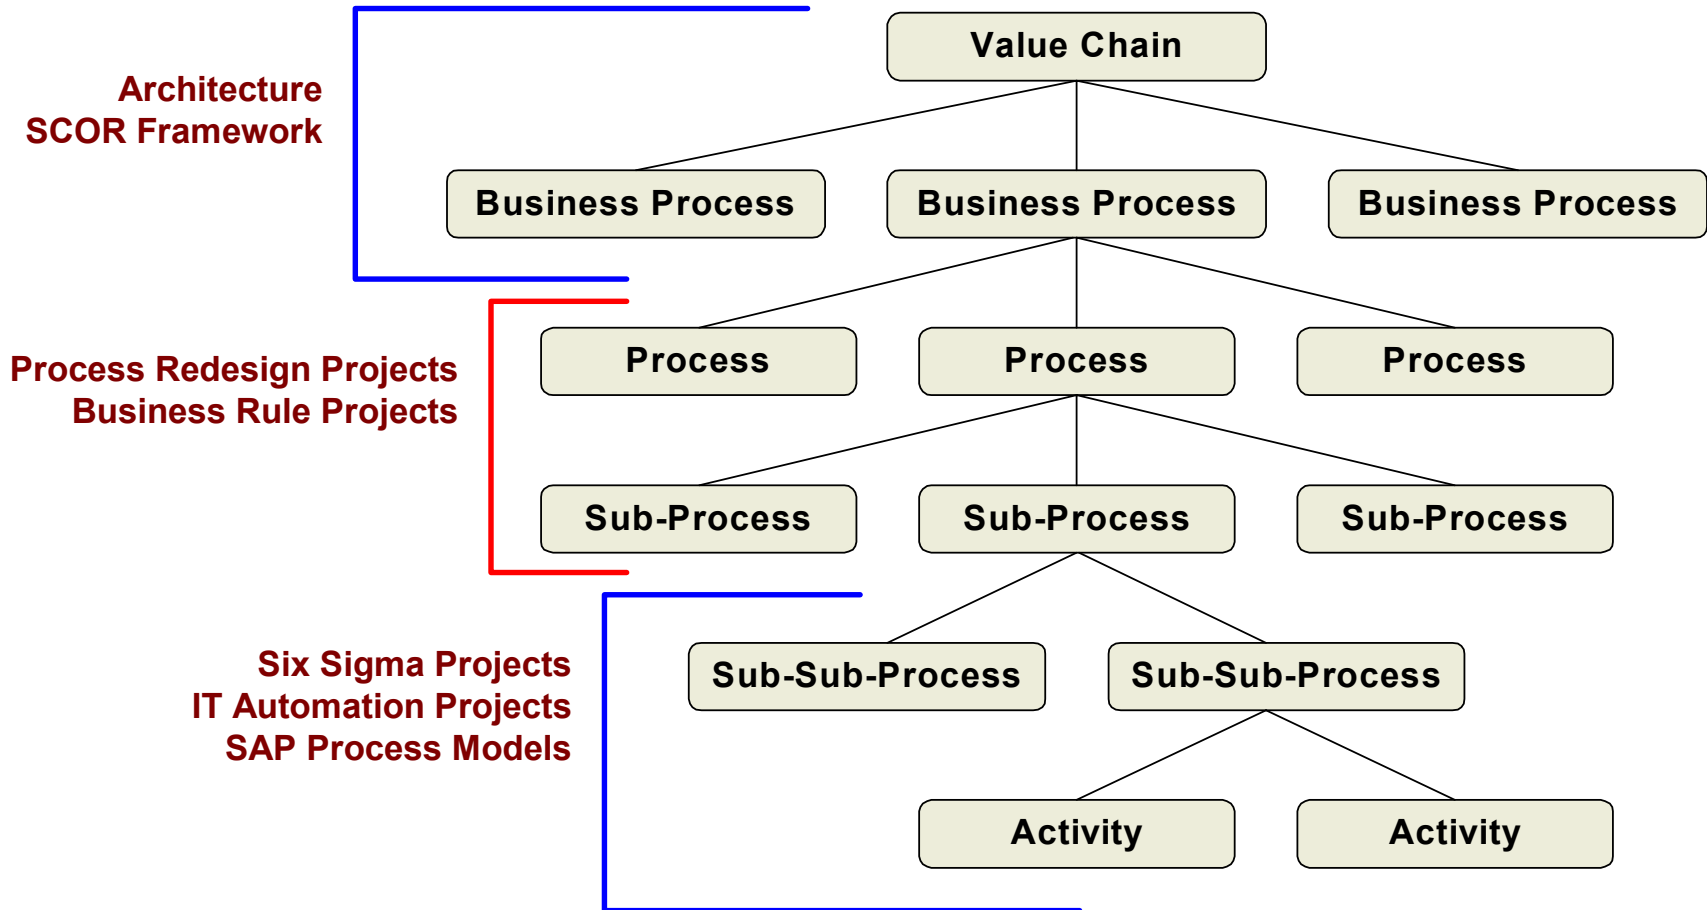 Value Chain
Architecture
SCOR Framework
Business Process
Business Process
Business Process
Process Redesign Projects
Business Rule Projects
Process
Process
Process
Sub-Process
Sub-Process
Sub-Process
Six Sigma Projects
IT Automation Projects
SAP Process Models
Sub-Sub-Process
Sub-Sub-Process
Activity
Activity